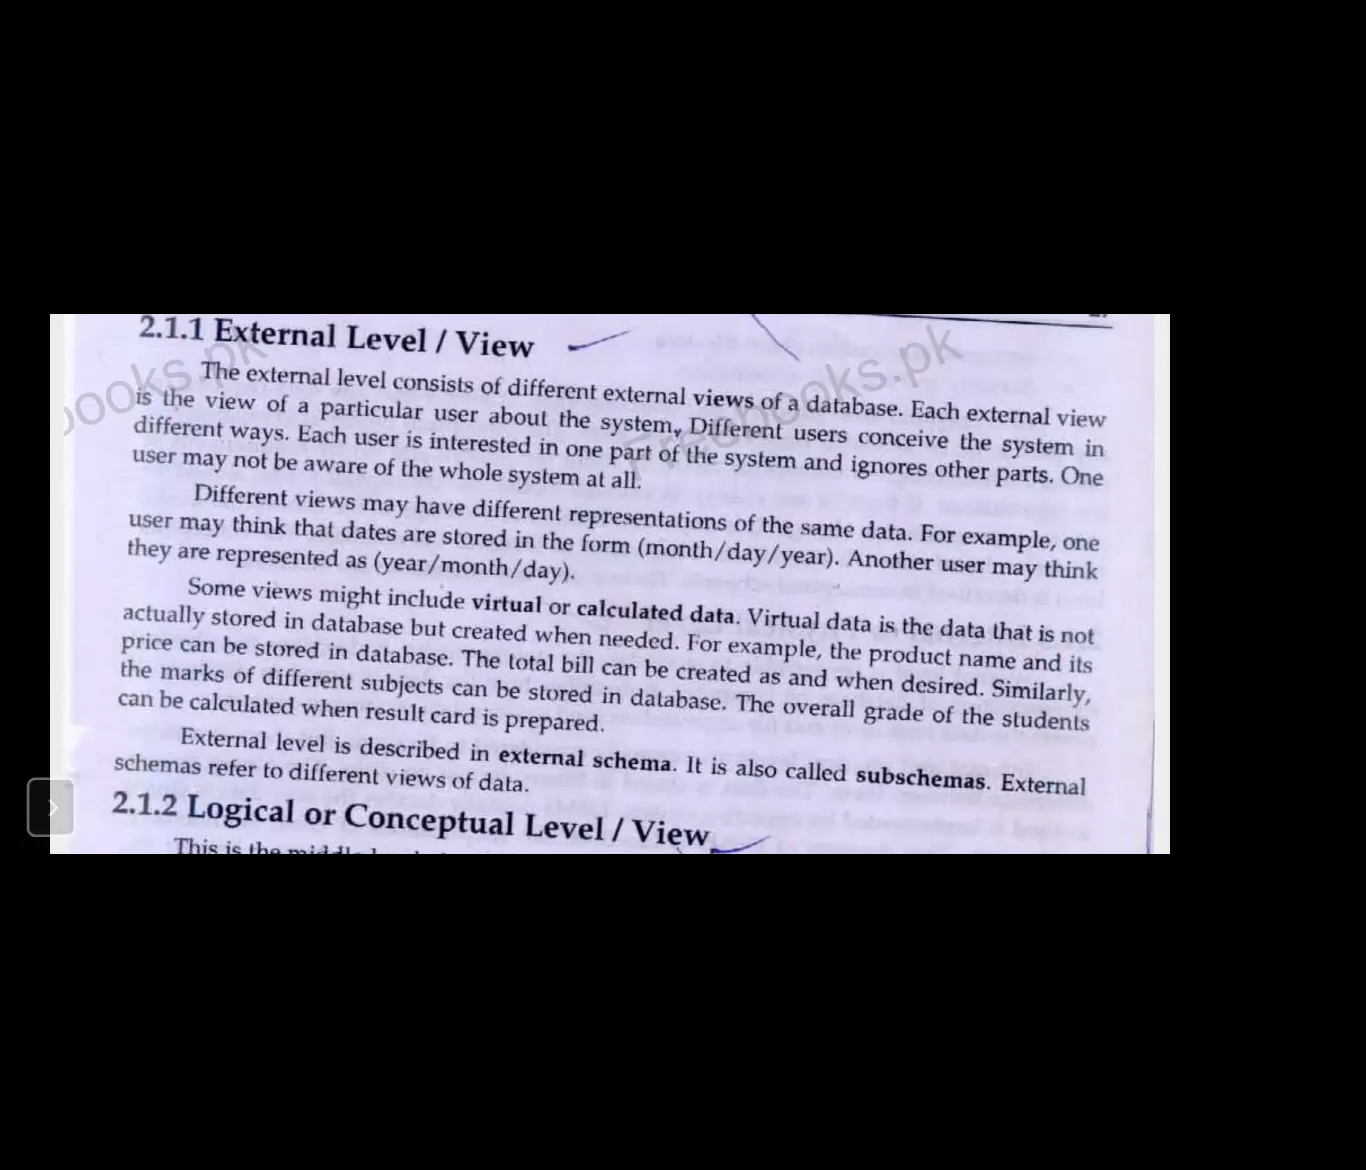 2.1.1 External Level / View
The external level consists of different external views of a database. Each external view
is the view of a particular user about the system, Different users conceive the system in
different ways. Each user is interested in one part of the system and ignores other parts. One
user may not be aware of the whole system at all.
Different views may have different representations of the same data. For example, one
user may think that dates are stored in the form (month/day/year). Another user may think
they are represented as (year/month/day).
Some views might include virtual or calculated data. Virtual data is the data that is not
actually stored in database but created when needed. For example, the product name and its
price can be stored in database. The total bill can be created as and when desired. Similarly,
the marks of different subjects can be stored in database. The overall grade of the students
can be calculated when result card is prepared.
External level is described in external schema. It is also called subschemas. External
schemas refer to different views of data.
2.1.2 Logical or Conceptual Level / View
This is the middle
ooks.pk
Freebooks.pk